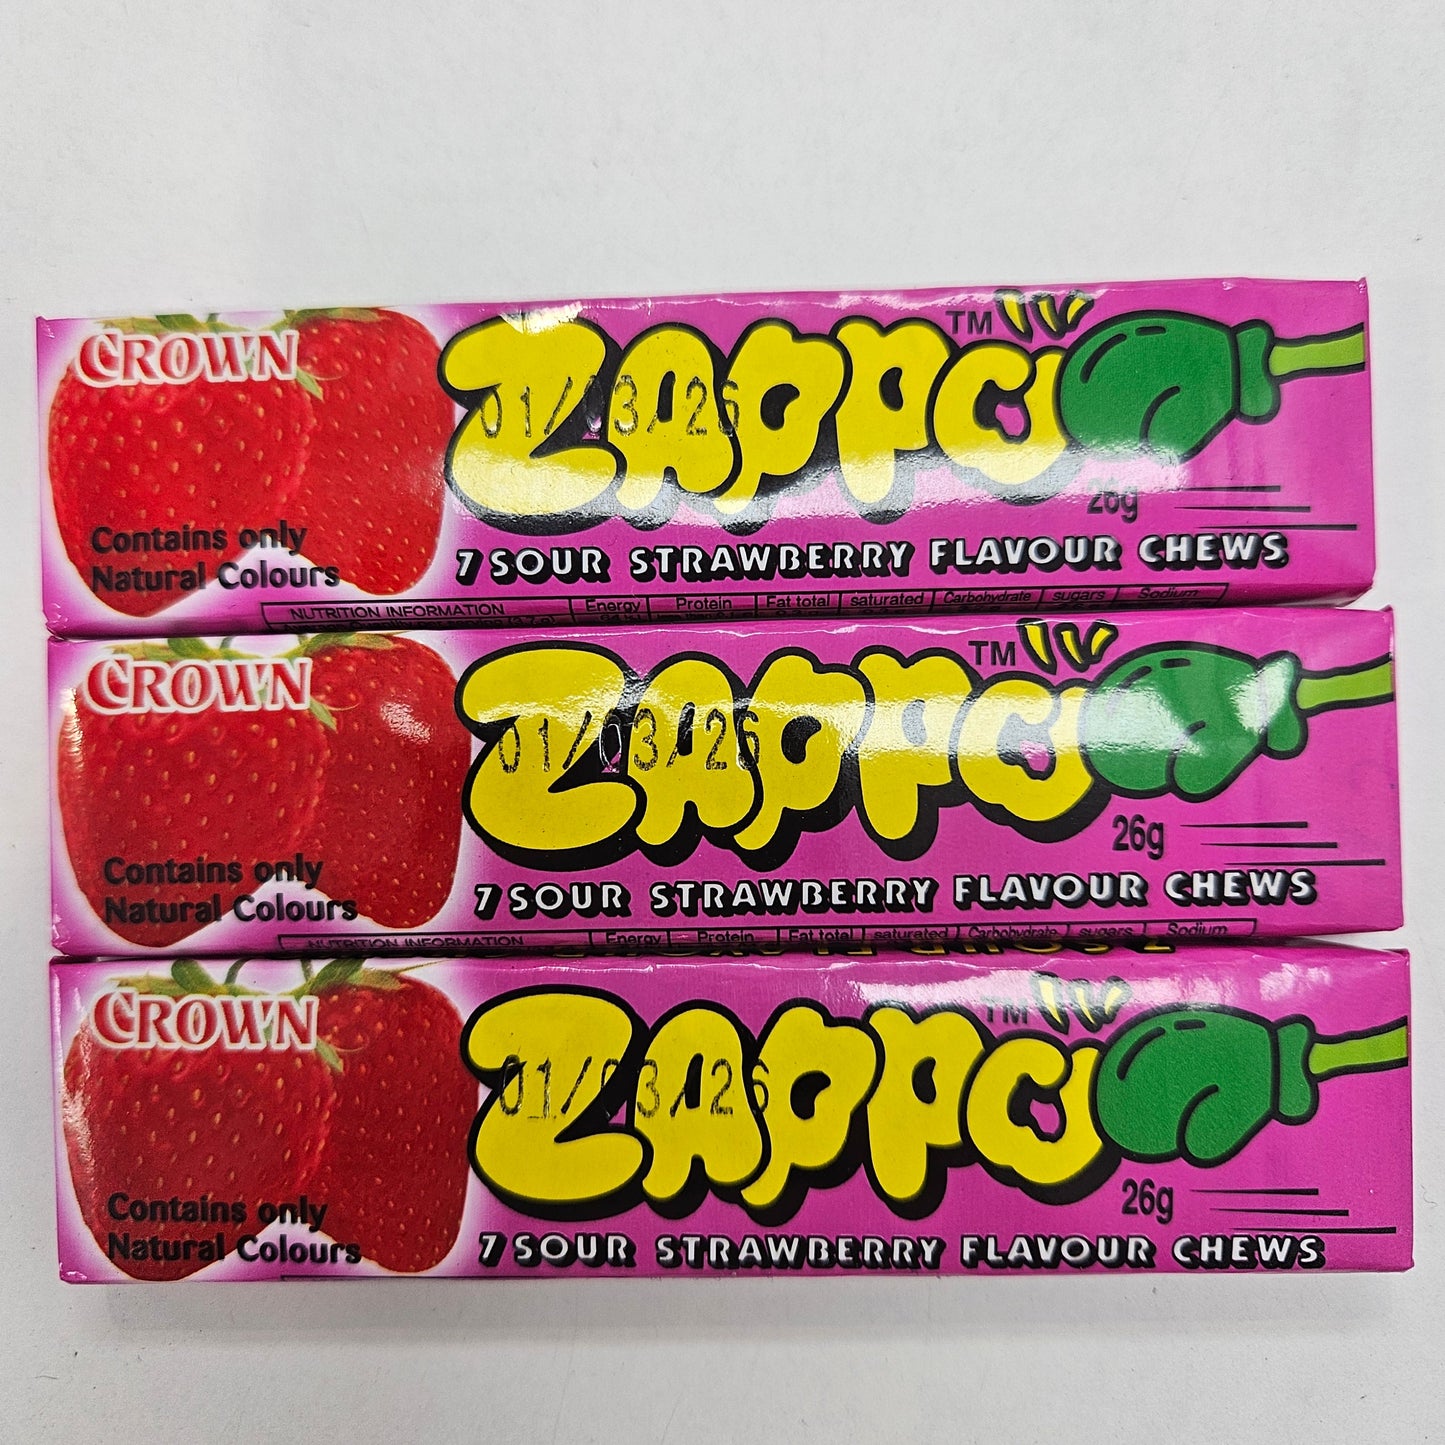 CROWN
ZAPPO TM
01/03/26
26g
Contains only
Natural Colours
7 SOUR STRAWBERRY FLAVOUR CHEWS
NUTRITION INFORMATION Energy Protein Fat total saturated Carbohydrate sugars Sodium
CROWN
ZAPPO TM
01/03/26
26g
Contains only
Natural Colours
7 SOUR STRAWBERRY FLAVOUR CHEWS
NUTRITION INFORMATION Energy Protein Fat total saturated Carbohydrate sugars Sodium
CROWN
ZAPPO TM
01/03/26
26g
Contains only
Natural Colours
7 SOUR STRAWBERRY FLAVOUR CHEWS